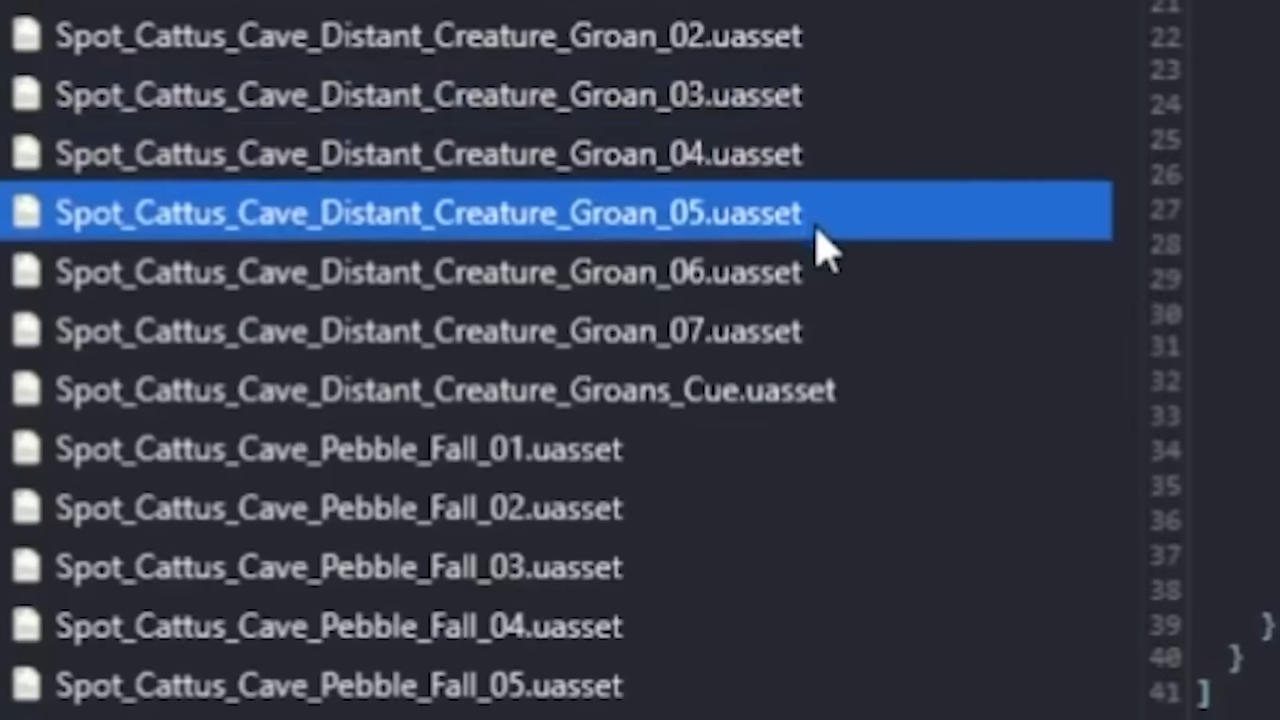 21
Spot_Cattus_Cave_Distant_Creature_Groan_02.uasset
Spot_Cattus_Cave_Distant_Creature_Groan_03.uasset
Spot_Cattus_Cave_Distant_Creature_Groan_04.uasset
Spot_Cattus_Cave_Distant_Creature_Groan_05.uasset
Spot_Cattus_Cave_Distant_Creature_Groan_06.uasset
Spot_Cattus_Cave_Distant_Creature_Groan_07.uasset
Spot_Cattus_Cave_Distant_Creature_Groans_Cue.uasset
Spot_Cattus_Cave_Pebble_Fall_01.uasset
Spot_Cattus_Cave_Pebble_Fall_02.uasset
Spot_Cattus_Cave_Pebble_Fall_03.uasset
Spot_Cattus_Cave_Pebble_Fall_04.uasset
Spot_Cattus_Cave_Pebble_Fall_05.uasset
22
23
24
25
26
27
28
29
30
31
32
33
34
35
36
37
38
39 }
40 }
41 ]